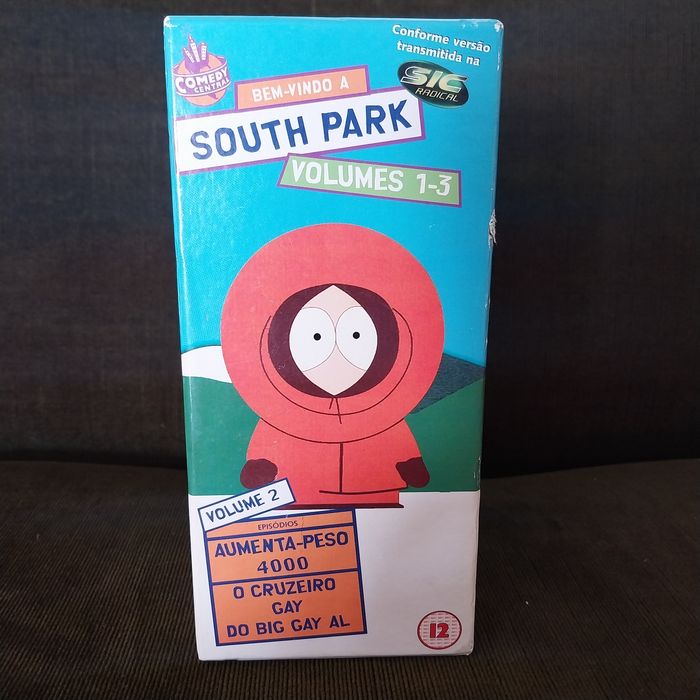 COMEDY
CENTRAL
Conforme versão
transmitida na
SIC
RADICAL
BEM-VINDO A
SOUTH PARK
VOLUMES 1-3
VOLUME 2
EPISÓDIOS
AUMENTA-PESO
4000
O CRUZEIRO
GAY
DO BIG GAY AL
12